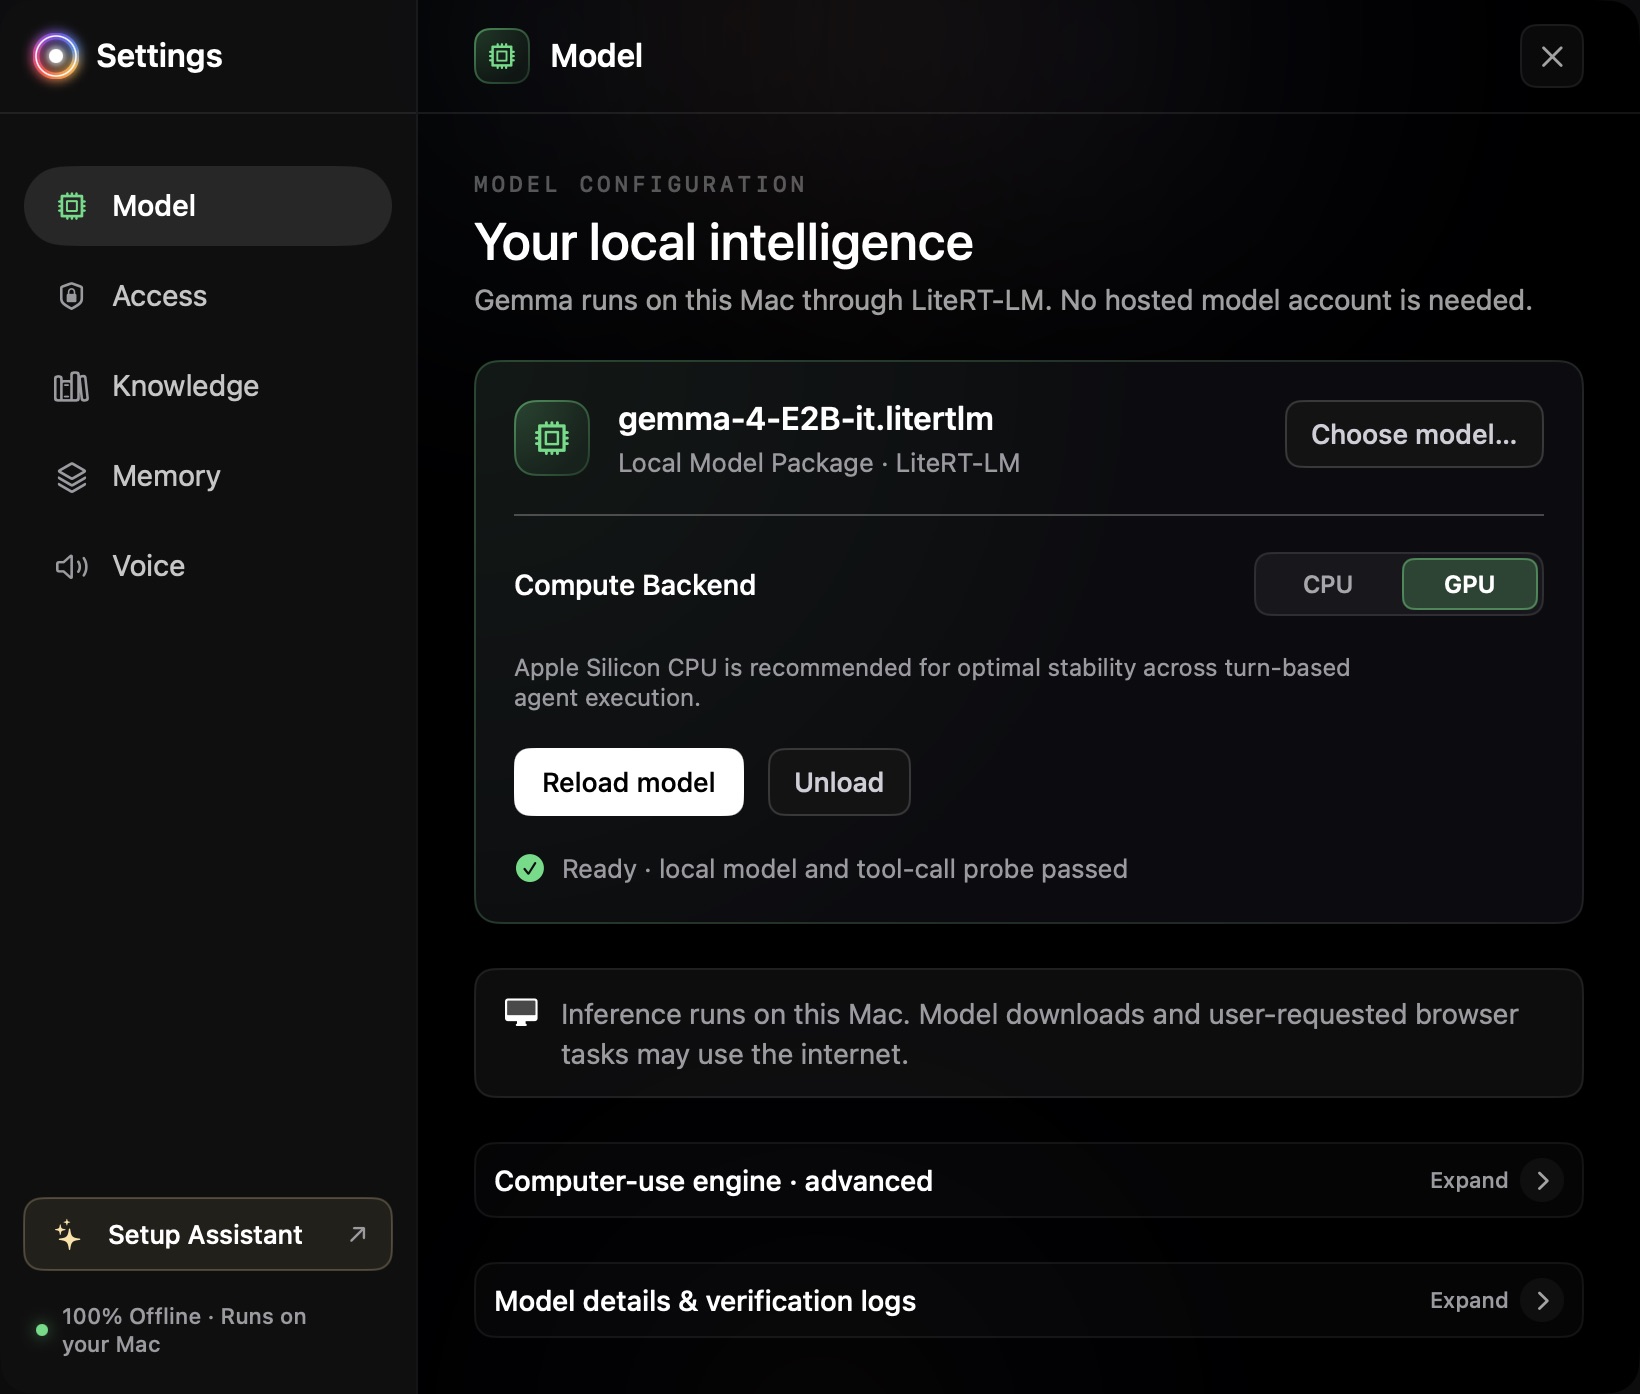 Settings
Model
Access
Knowledge
Memory
Voice
Setup Assistant
100% Offline · Runs on
your Mac
Model
MODEL CONFIGURATION
Your local intelligence
Gemma runs on this Mac through LiteRT-LM. No hosted model account is needed.
gemma-4-E2B-it.litertlm
Local Model Package · LiteRT-LM
Choose model...
Compute Backend
CPU
GPU
Apple Silicon CPU is recommended for optimal stability across turn-based
agent execution.
Reload model
Unload
Ready · local model and tool-call probe passed
Inference runs on this Mac. Model downloads and user-requested browser
tasks may use the internet.
Computer-use engine · advanced
Expand
Model details & verification logs
Expand